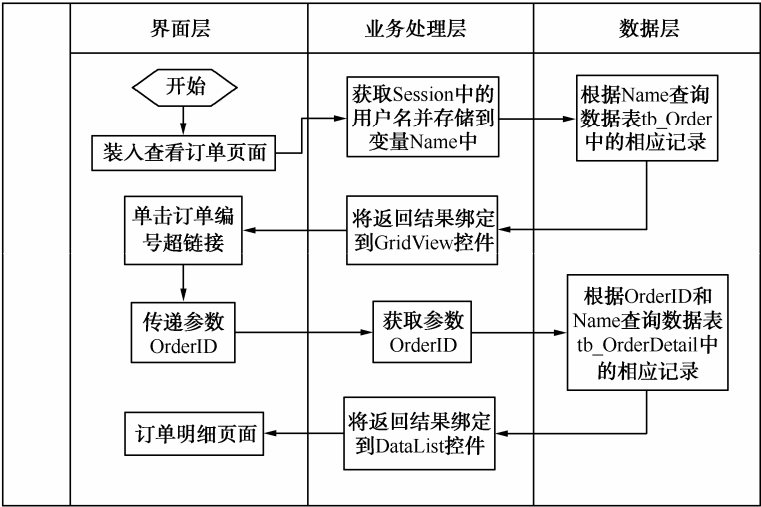 界面层
业务处理层
数据层
开始
装入查看订单页面
获取Session中的
用户名并存储到
变量Name中
根据Name查询
数据表tb_Order
中的相应记录
单击订单编
号超链接
将返回结果绑定
到GridView控件
传递参数
OrderID
获取参数
OrderID
根据OrderID和
Name查询数据表
tb_OrderDetail中
的相应记录
订单明细页面
将返回结果绑定
到DataList控件